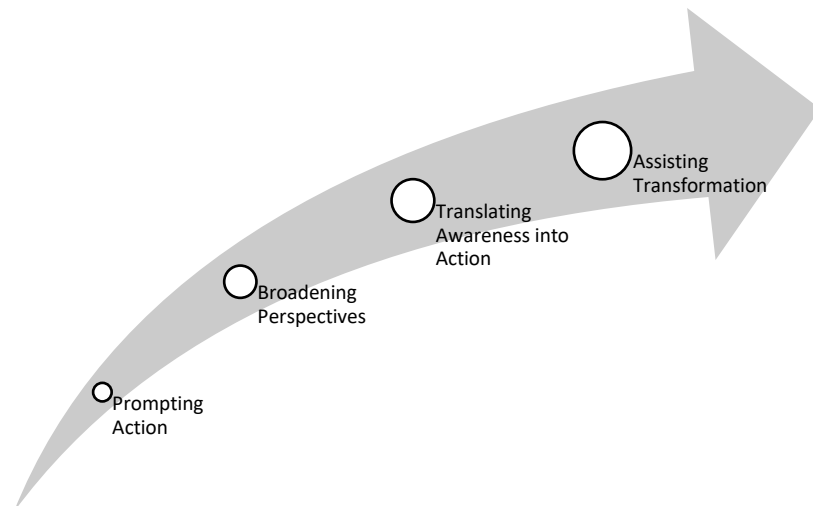 Assisting
Transformation
Translating
Awareness into
Action
Broadening
Perspectives
Prompting
Action